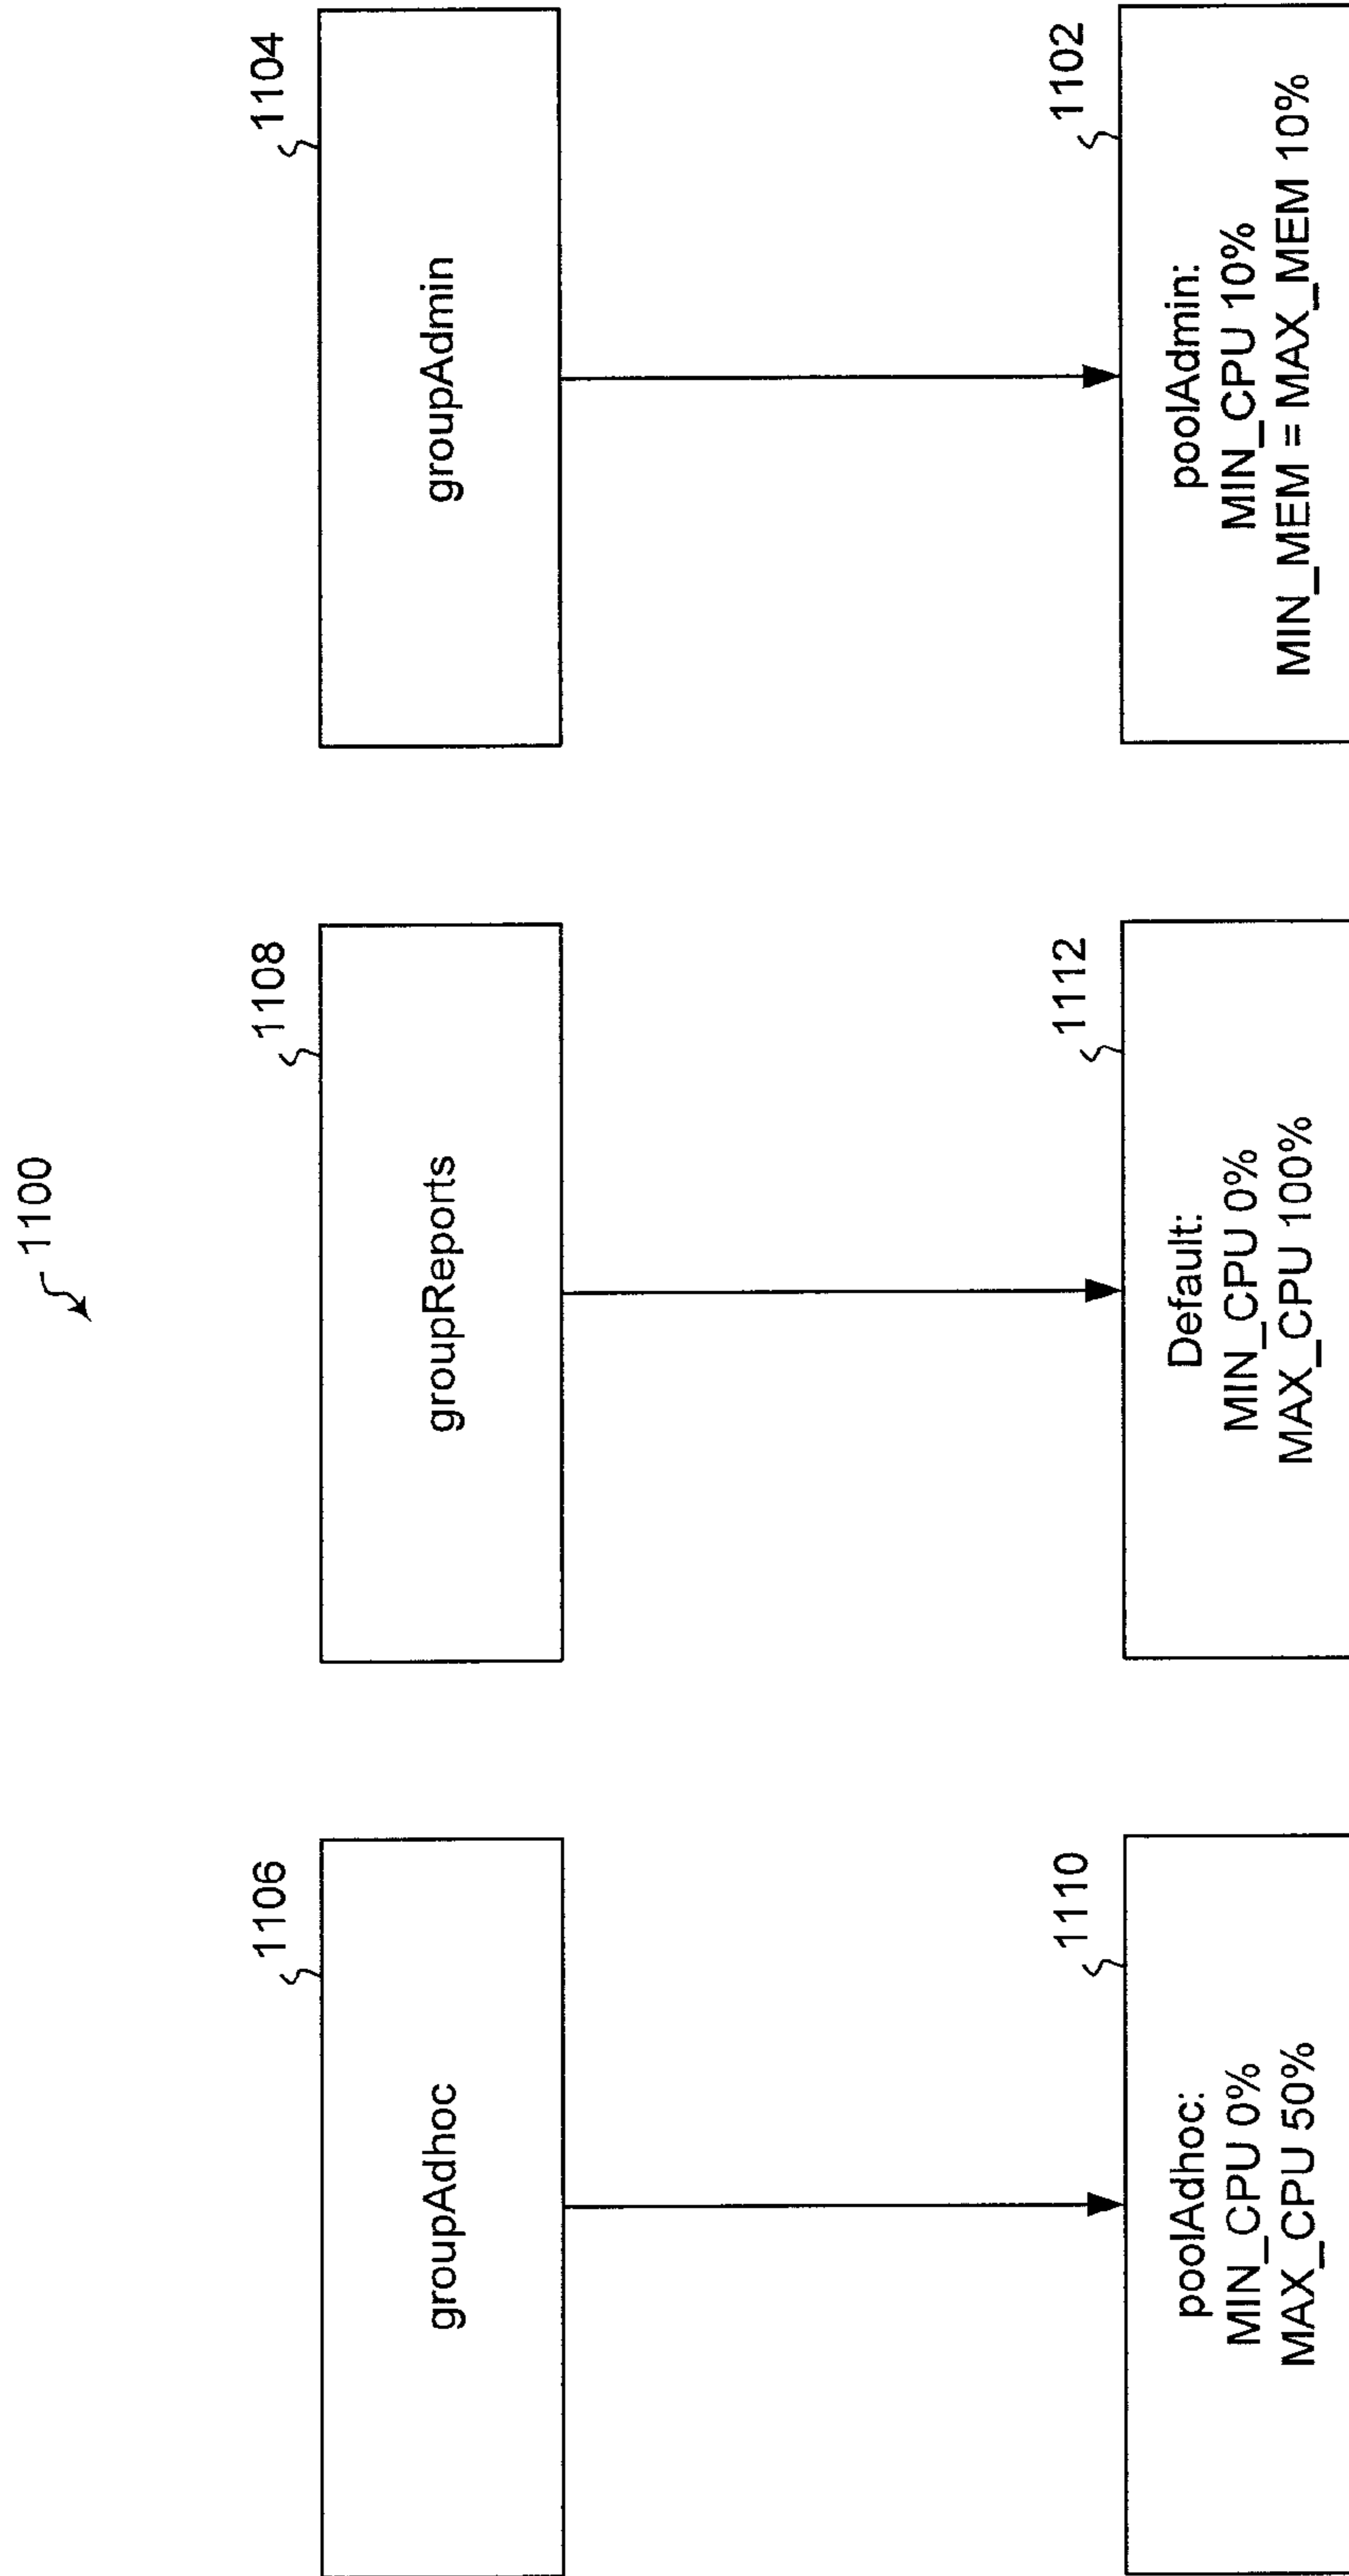 1100
1106
groupAdhoc
1108
groupReports
1104
groupAdmin
1110
poolAdhoc:
MIN_CPU 0%
MAX_CPU 50%
1112
Default:
MIN_CPU 0%
MAX_CPU 100%
1102
poolAdmin:
MIN_CPU 10%
MIN_MEM = MAX_MEM 10%